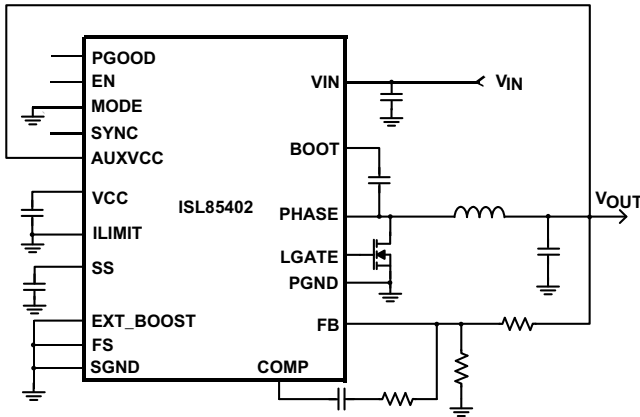 PGOOD
EN
MODE
SYNC
AUXVCC
VCC
ILIMIT
SS
EXT_BOOST
FS
SGND
ISL85402
VIN
BOOT
PHASE
LGATE
PGND
FB
COMP
VIN
VOUT